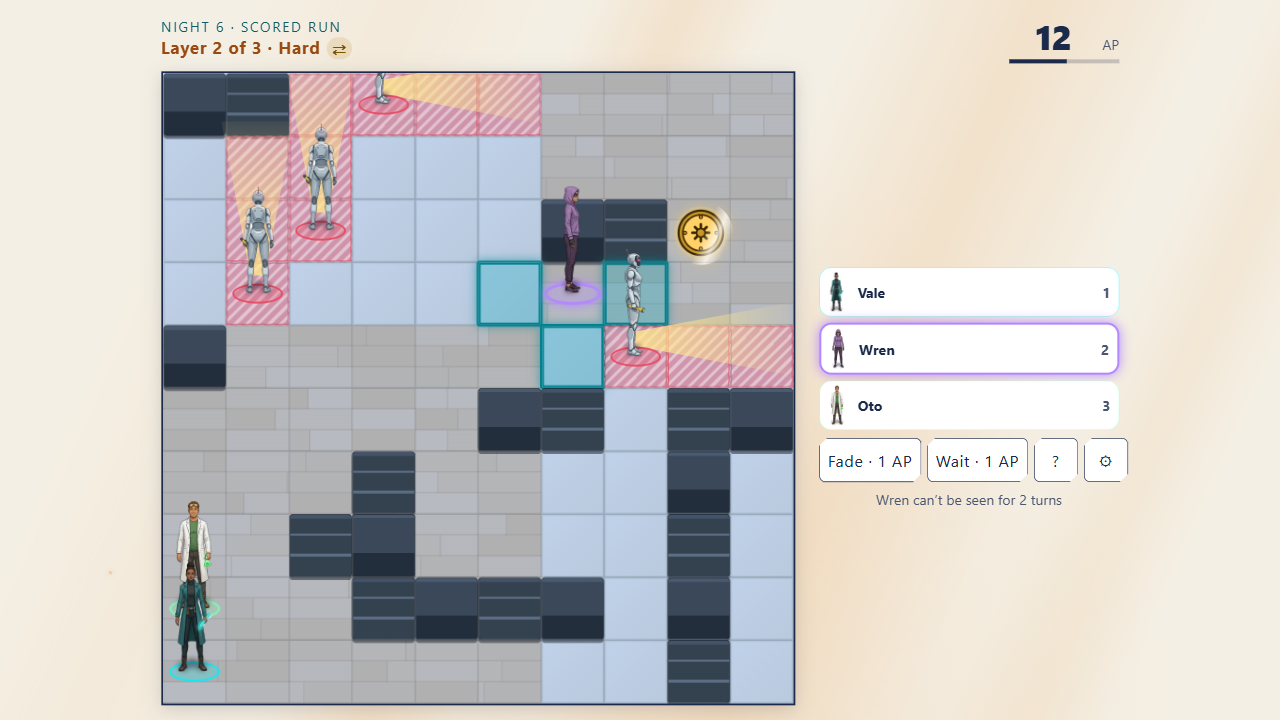 NIGHT 6 · SCORED RUN
Layer 2 of 3 · Hard ⇄
12 AP
Vale 1
Wren 2
Oto 3
Fade · 1 AP Wait · 1 AP ? ⚙
Wren can't be seen for 2 turns